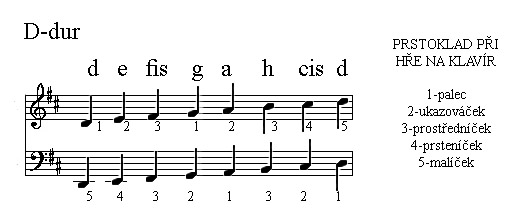 D-dur
d e fis g a h cis d
1 2 3 1 2 3 4 5
5 4 3 2 1 3 2 1
PRSTOKLAD PŘI
HŘE NA KLAVÍR
1-palec
2-ukazováček
3-prostředníček
4-prsteníček
5-malíček